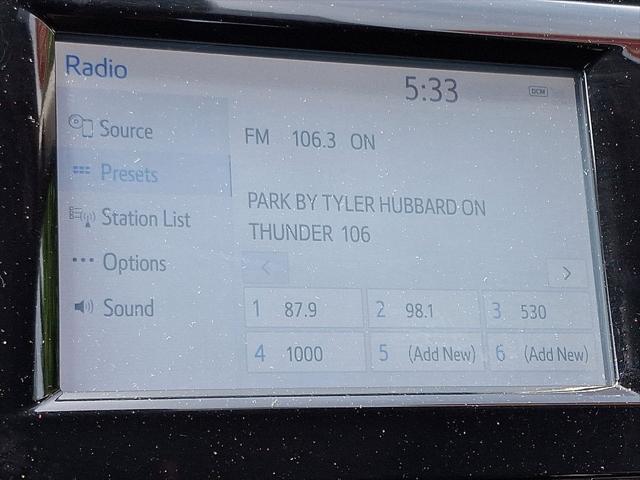 Radio
5:33
DCM
Source
FM 106.3 ON
Presets
PARK BY TYLER HUBBARD ON
Station List
THUNDER 106
Options
< >
Sound
1 87.9 2 98.1 3 530
4 1000 5 (Add New) 6 (Add New)